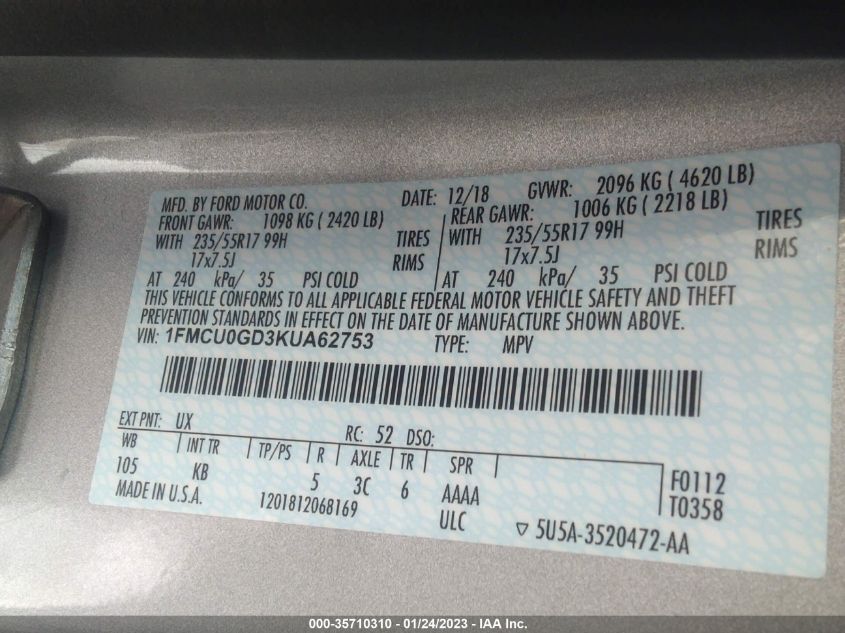 MFD. BY FORD MOTOR CO. DATE: 12/18 GVWR: 2096 KG ( 4620 LB)
FRONT GAWR: 1098 KG ( 2420 LB) REAR GAWR: 1006 KG ( 2218 LB)
WITH 235/55R17 99H TIRES WITH 235/55R17 99H TIRES
17x7.5J RIMS 17x7.5J RIMS
AT 240 kPa/ 35 PSI COLD AT 240 kPa/ 35 PSI COLD
THIS VEHICLE CONFORMS TO ALL APPLICABLE FEDERAL MOTOR VEHICLE SAFETY AND THEFT
PREVENTION STANDARDS IN EFFECT ON THE DATE OF MANUFACTURE SHOWN ABOVE.
VIN: 1FMCU0GD3KUA62753 TYPE: MPV
EXT PNT: UX RC: 52 DSO:
WB INT TR TP/PS R AXLE TR SPR
105 KB 5 3C 6 AAAA F0112
MADE IN U.S.A. 1201812068169 ULC T0358
5U5A-3520472-AA
000-35710310 - 01/24/2023 - IAA Inc.